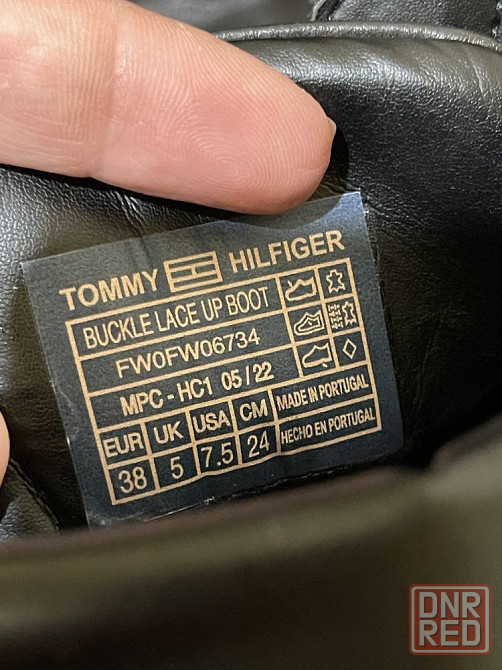 TOMMY HILFIGER
BUCKLE LACE UP BOOT
FW0FW06734
MPC - HC1 05/22
EUR UK USA CM MADE IN PORTUGAL
38 5 7.5 24 HECHO EN PORTUGAL
DNR
RED